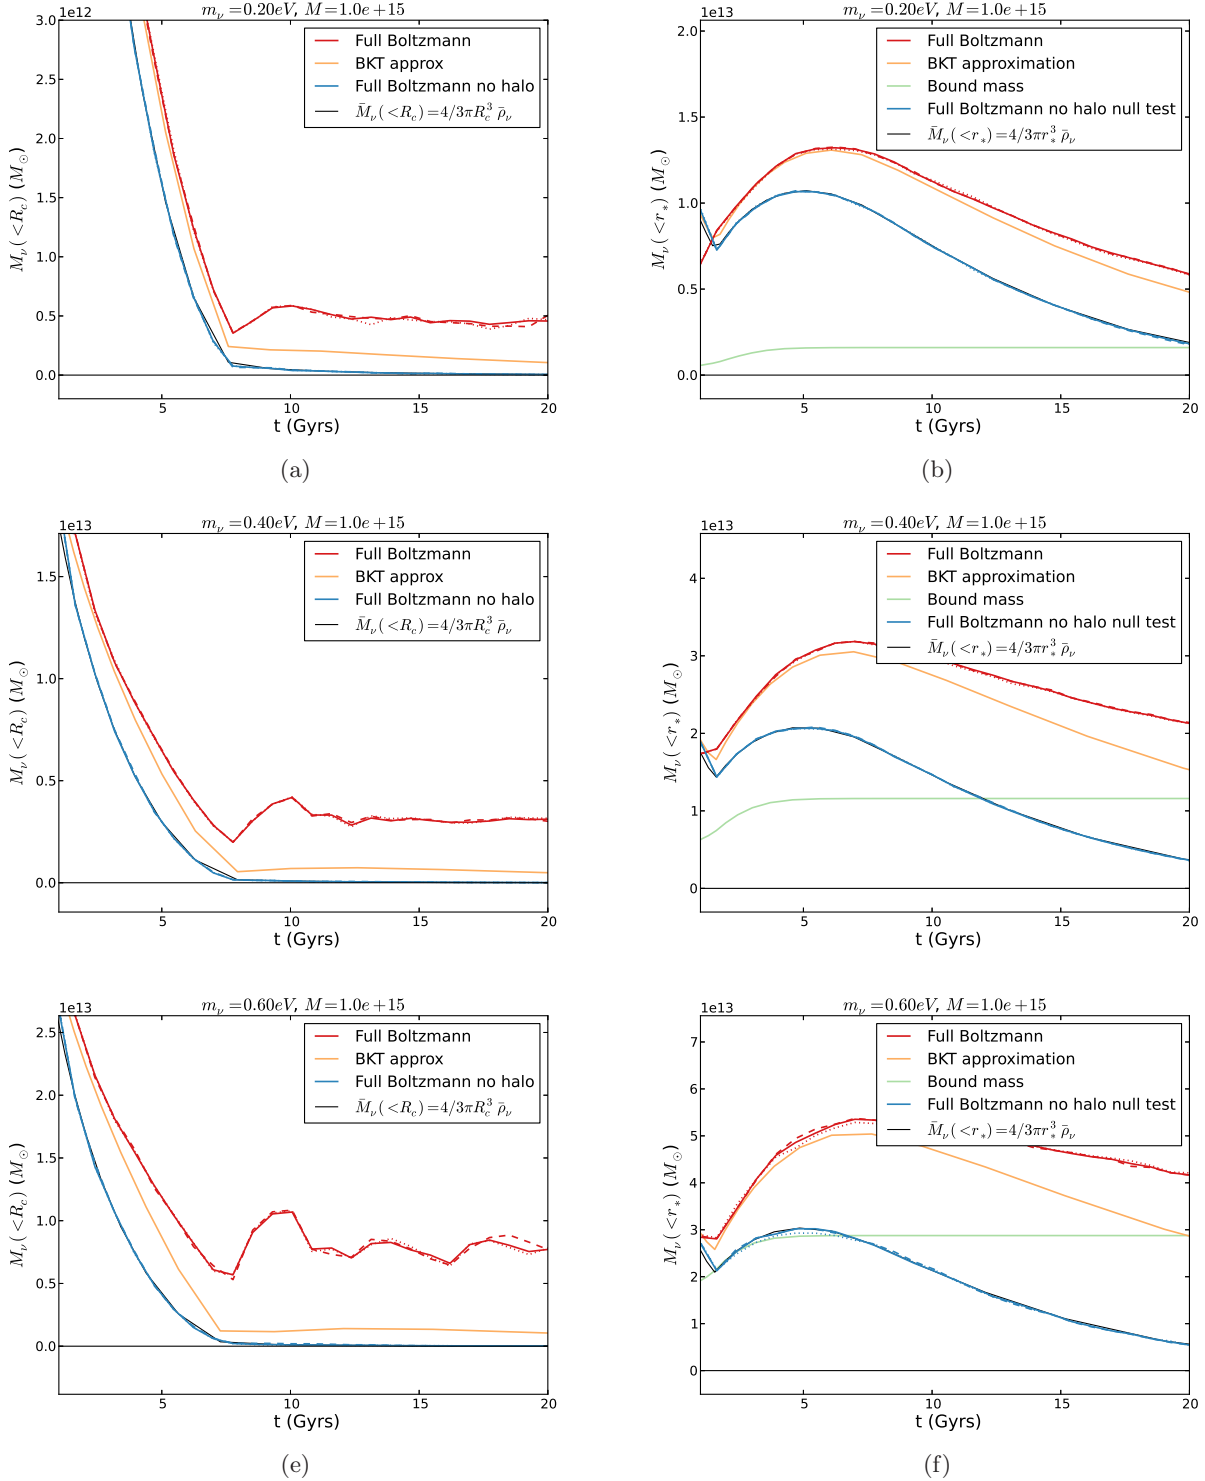 1e12
m_ν = 0.20eV, M = 1.0e+15
3.0
2.5
2.0
1.5
1.0
0.5
0.0
M_ν(<R_c) (M_⊙)
Full Boltzmann
BKT approx
Full Boltzmann no halo
M̄_ν(<R_c) = 4/3πR_c^3 ρ̄_ν
5 10 15 20
t (Gyrs)
(a)
1e13
m_ν = 0.20eV, M = 1.0e+15
2.0
1.5
1.0
0.5
0.0
M_ν(<r_*) (M_⊙)
Full Boltzmann
BKT approximation
Bound mass
Full Boltzmann no halo null test
M̄_ν(<r_*) = 4/3πr_*^3 ρ̄_ν
5 10 15 20
t (Gyrs)
(b)
1e13
m_ν = 0.40eV, M = 1.0e+15
1.5
1.0
0.5
0.0
M_ν(<R_c) (M_⊙)
Full Boltzmann
BKT approx
Full Boltzmann no halo
M̄_ν(<R_c) = 4/3πR_c^3 ρ̄_ν
5 10 15 20
t (Gyrs)
1e13
m_ν = 0.40eV, M = 1.0e+15
4
3
2
1
0
M_ν(<r_*) (M_⊙)
Full Boltzmann
BKT approximation
Bound mass
Full Boltzmann no halo null test
M̄_ν(<r_*) = 4/3πr_*^3 ρ̄_ν
5 10 15 20
t (Gyrs)
1e13
m_ν = 0.60eV, M = 1.0e+15
2.5
2.0
1.5
1.0
0.5
0.0
M_ν(<R_c) (M_⊙)
Full Boltzmann
BKT approx
Full Boltzmann no halo
M̄_ν(<R_c) = 4/3πR_c^3 ρ̄_ν
5 10 15 20
t (Gyrs)
(e)
1e13
m_ν = 0.60eV, M = 1.0e+15
7
6
5
4
3
2
1
0
M_ν(<r_*) (M_⊙)
Full Boltzmann
BKT approximation
Bound mass
Full Boltzmann no halo null test
M̄_ν(<r_*) = 4/3πr_*^3 ρ̄_ν
5 10 15 20
t (Gyrs)
(f)